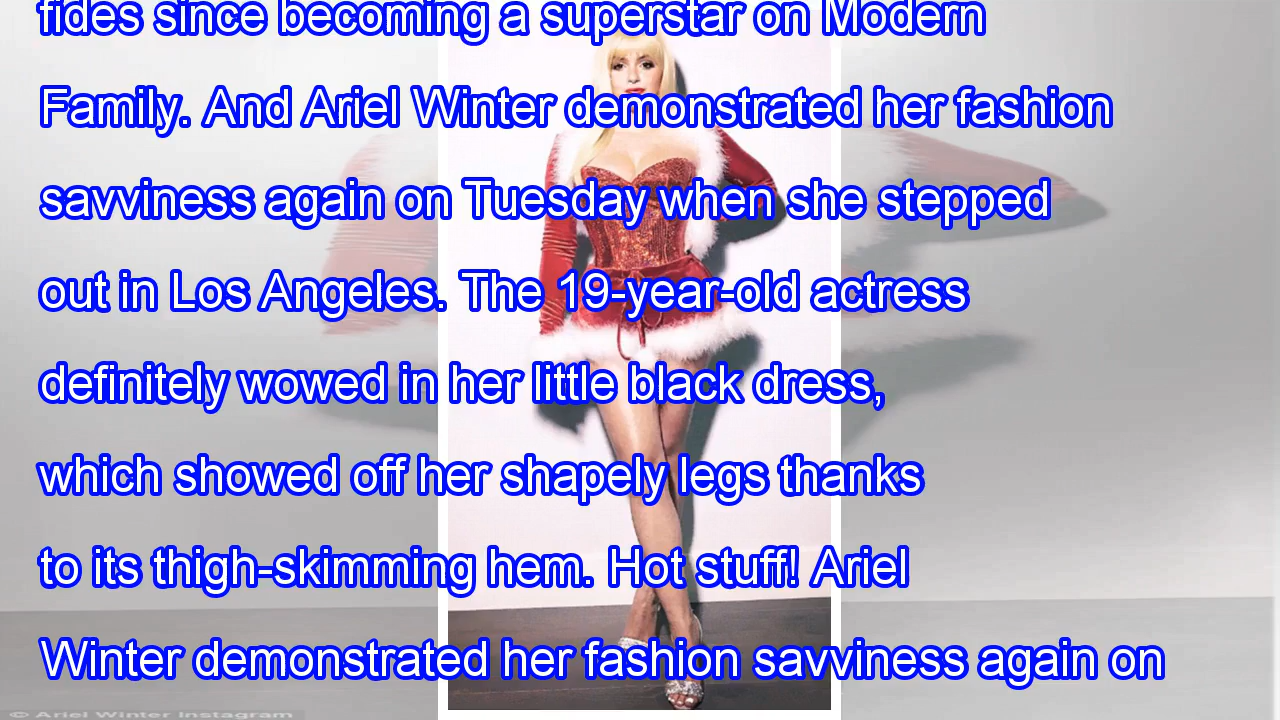 fides since becoming a superstar on Modern
Family. And Ariel Winter demonstrated her fashion
savviness again on Tuesday when she stepped
out in Los Angeles. The 19-year-old actress
definitely wowed in her little black dress,
which showed off her shapely legs thanks
to its thigh-skimming hem. Hot stuff! Ariel
Winter demonstrated her fashion savviness again on
© Ariel Winter Instagram